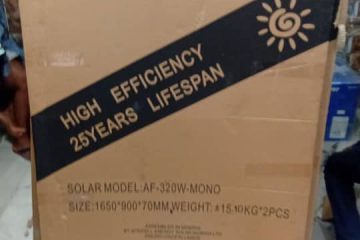 HIGH EFFICIENCY
25YEARS LIFESPAN
SOLAR MODEL:AF-320W-MONO
SIZE:1650*900*70MM,WEIGHT: ±15.10KG*2PCS